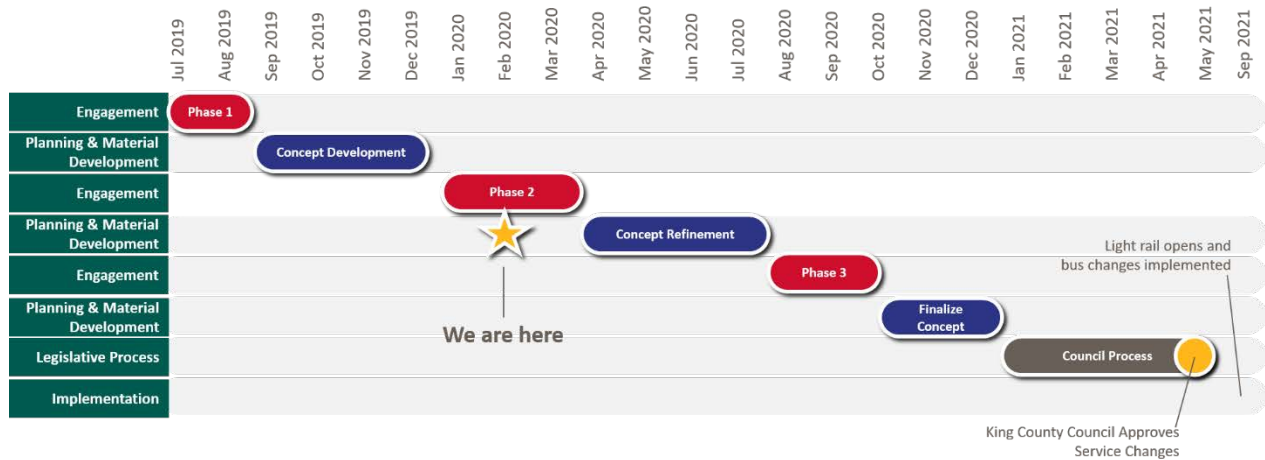 Jul 2019
Aug 2019
Sep 2019
Oct 2019
Nov 2019
Dec 2019
Jan 2020
Feb 2020
Mar 2020
Apr 2020
May 2020
Jun 2020
Jul 2020
Aug 2020
Sep 2020
Oct 2020
Nov 2020
Dec 2020
Jan 2021
Feb 2021
Mar 2021
Apr 2021
May 2021
Sep 2021
Engagement
Phase 1
Planning & Material
Development
Concept Development
Engagement
Phase 2
Planning & Material
Development
Concept Refinement
Light rail opens and
bus changes implemented
Engagement
Phase 3
Planning & Material
Development
Finalize
Concept
We are here
Legislative Process
Council Process
Implementation
King County Council Approves
Service Changes